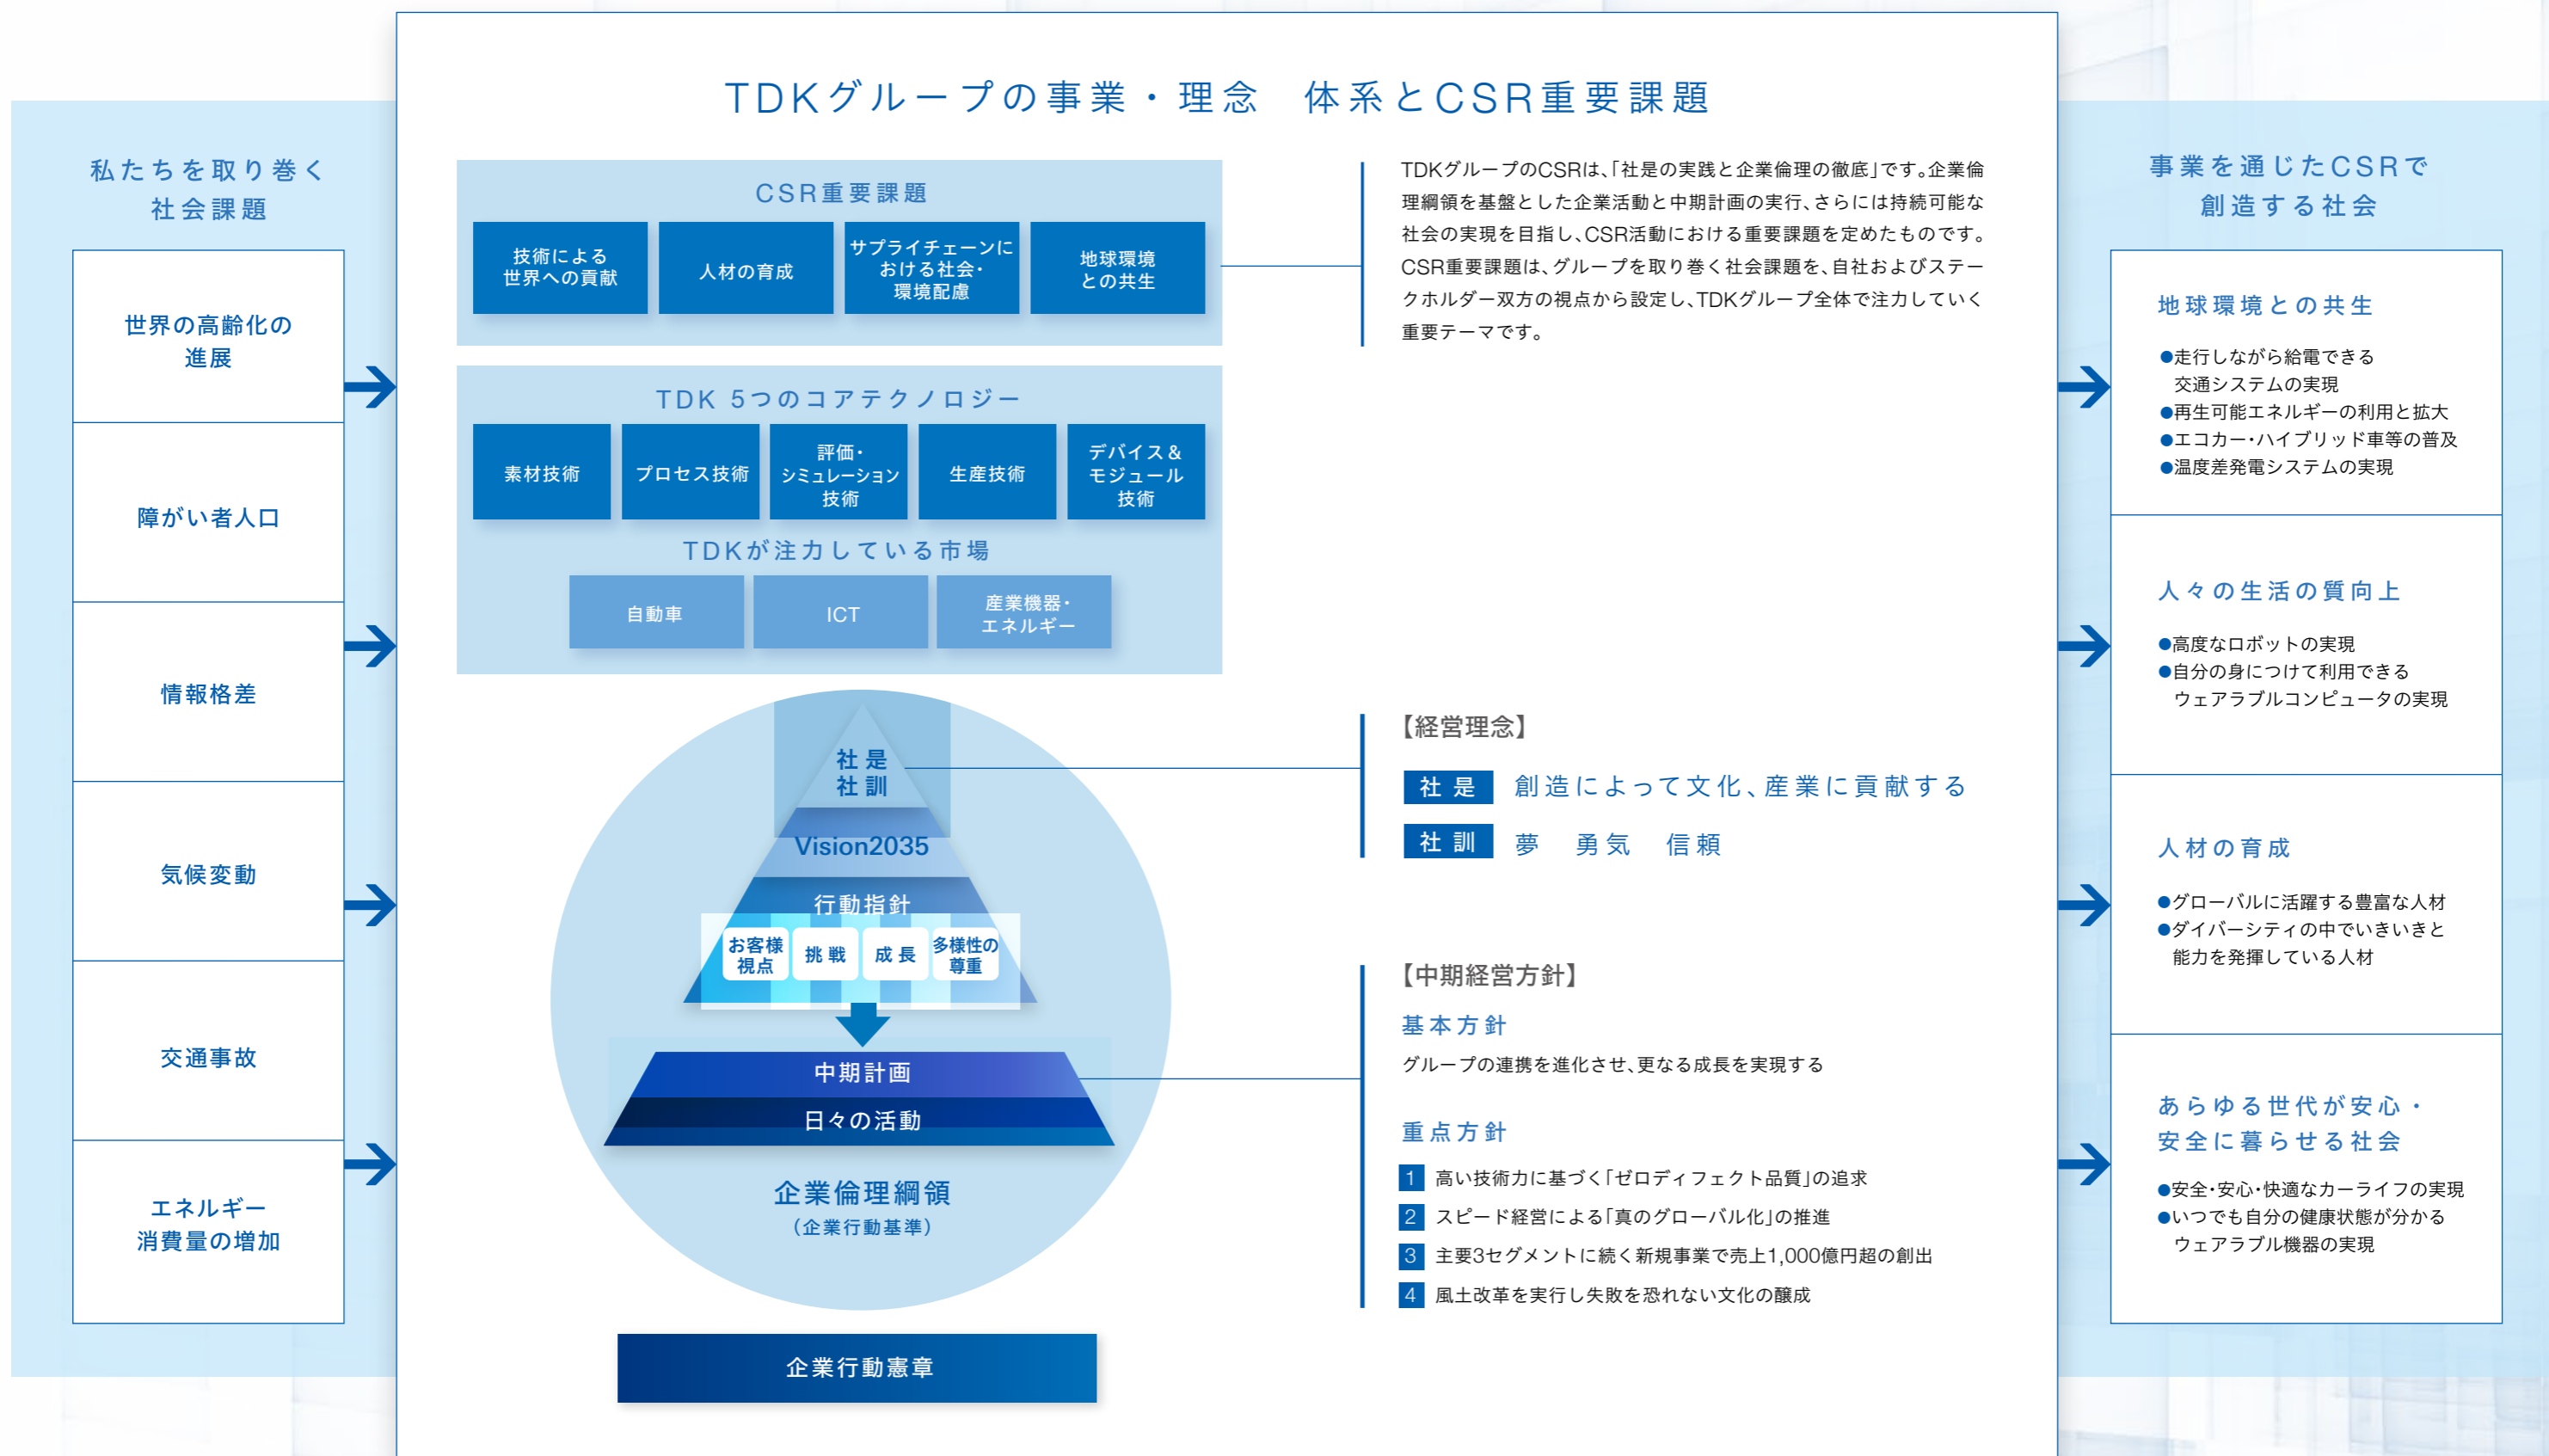 TDKグループの事業・理念　体系とCSR重要課題
私たちを取り巻く
社会課題
世界の高齢化の
進展
障がい者人口
情報格差
気候変動
交通事故
エネルギー
消費量の増加
CSR重要課題
技術による
世界への貢献
人材の育成
サプライチェーンに
おける社会・
環境配慮
地球環境
との共生
TDKグループのCSRは、「社是の実践と企業倫理の徹底」です。企業倫
理綱領を基盤とした企業活動と中期計画の実行、さらには持続可能な
社会の実現を目指し、CSR活動における重要課題を定めたものです。
CSR重要課題は、グループを取り巻く社会課題を、自社およびステー
クホルダー双方の視点から設定し、TDKグループ全体で注力していく
重要テーマです。
TDK 5つのコアテクノロジー
素材技術
プロセス技術
評価・
シミュレーション
技術
生産技術
デバイス＆
モジュール
技術
TDKが注力している市場
自動車
ICT
産業機器・
エネルギー
社是
社訓
Vision2035
行動指針
お客様
視点
挑戦
成長
多様性の
尊重
中期計画
日々の活動
企業倫理綱領
（企業行動基準）
企業行動憲章
【経営理念】
社是　創造によって文化、産業に貢献する
社訓　夢　勇気　信頼
【中期経営方針】
基本方針
グループの連携を進化させ、更なる成長を実現する
重点方針
1 高い技術力に基づく「ゼロディフェクト品質」の追求
2 スピード経営による「真のグローバル化」の推進
3 主要3セグメントに続く新規事業で売上1,000億円超の創出
4 風土改革を実行し失敗を恐れない文化の醸成
事業を通じたCSRで
創造する社会
地球環境との共生
●走行しながら給電できる
交通システムの実現
●再生可能エネルギーの利用と拡大
●エコカー・ハイブリッド車等の普及
●温度差発電システムの実現
人々の生活の質向上
●高度なロボットの実現
●自分の身につけて利用できる
ウェアラブルコンピュータの実現
人材の育成
●グローバルに活躍する豊富な人材
●ダイバーシティの中でいきいきと
能力を発揮している人材
あらゆる世代が安心・
安全に暮らせる社会
●安全・安心・快適なカーライフの実現
●いつでも自分の健康状態が分かる
ウェアラブル機器の実現